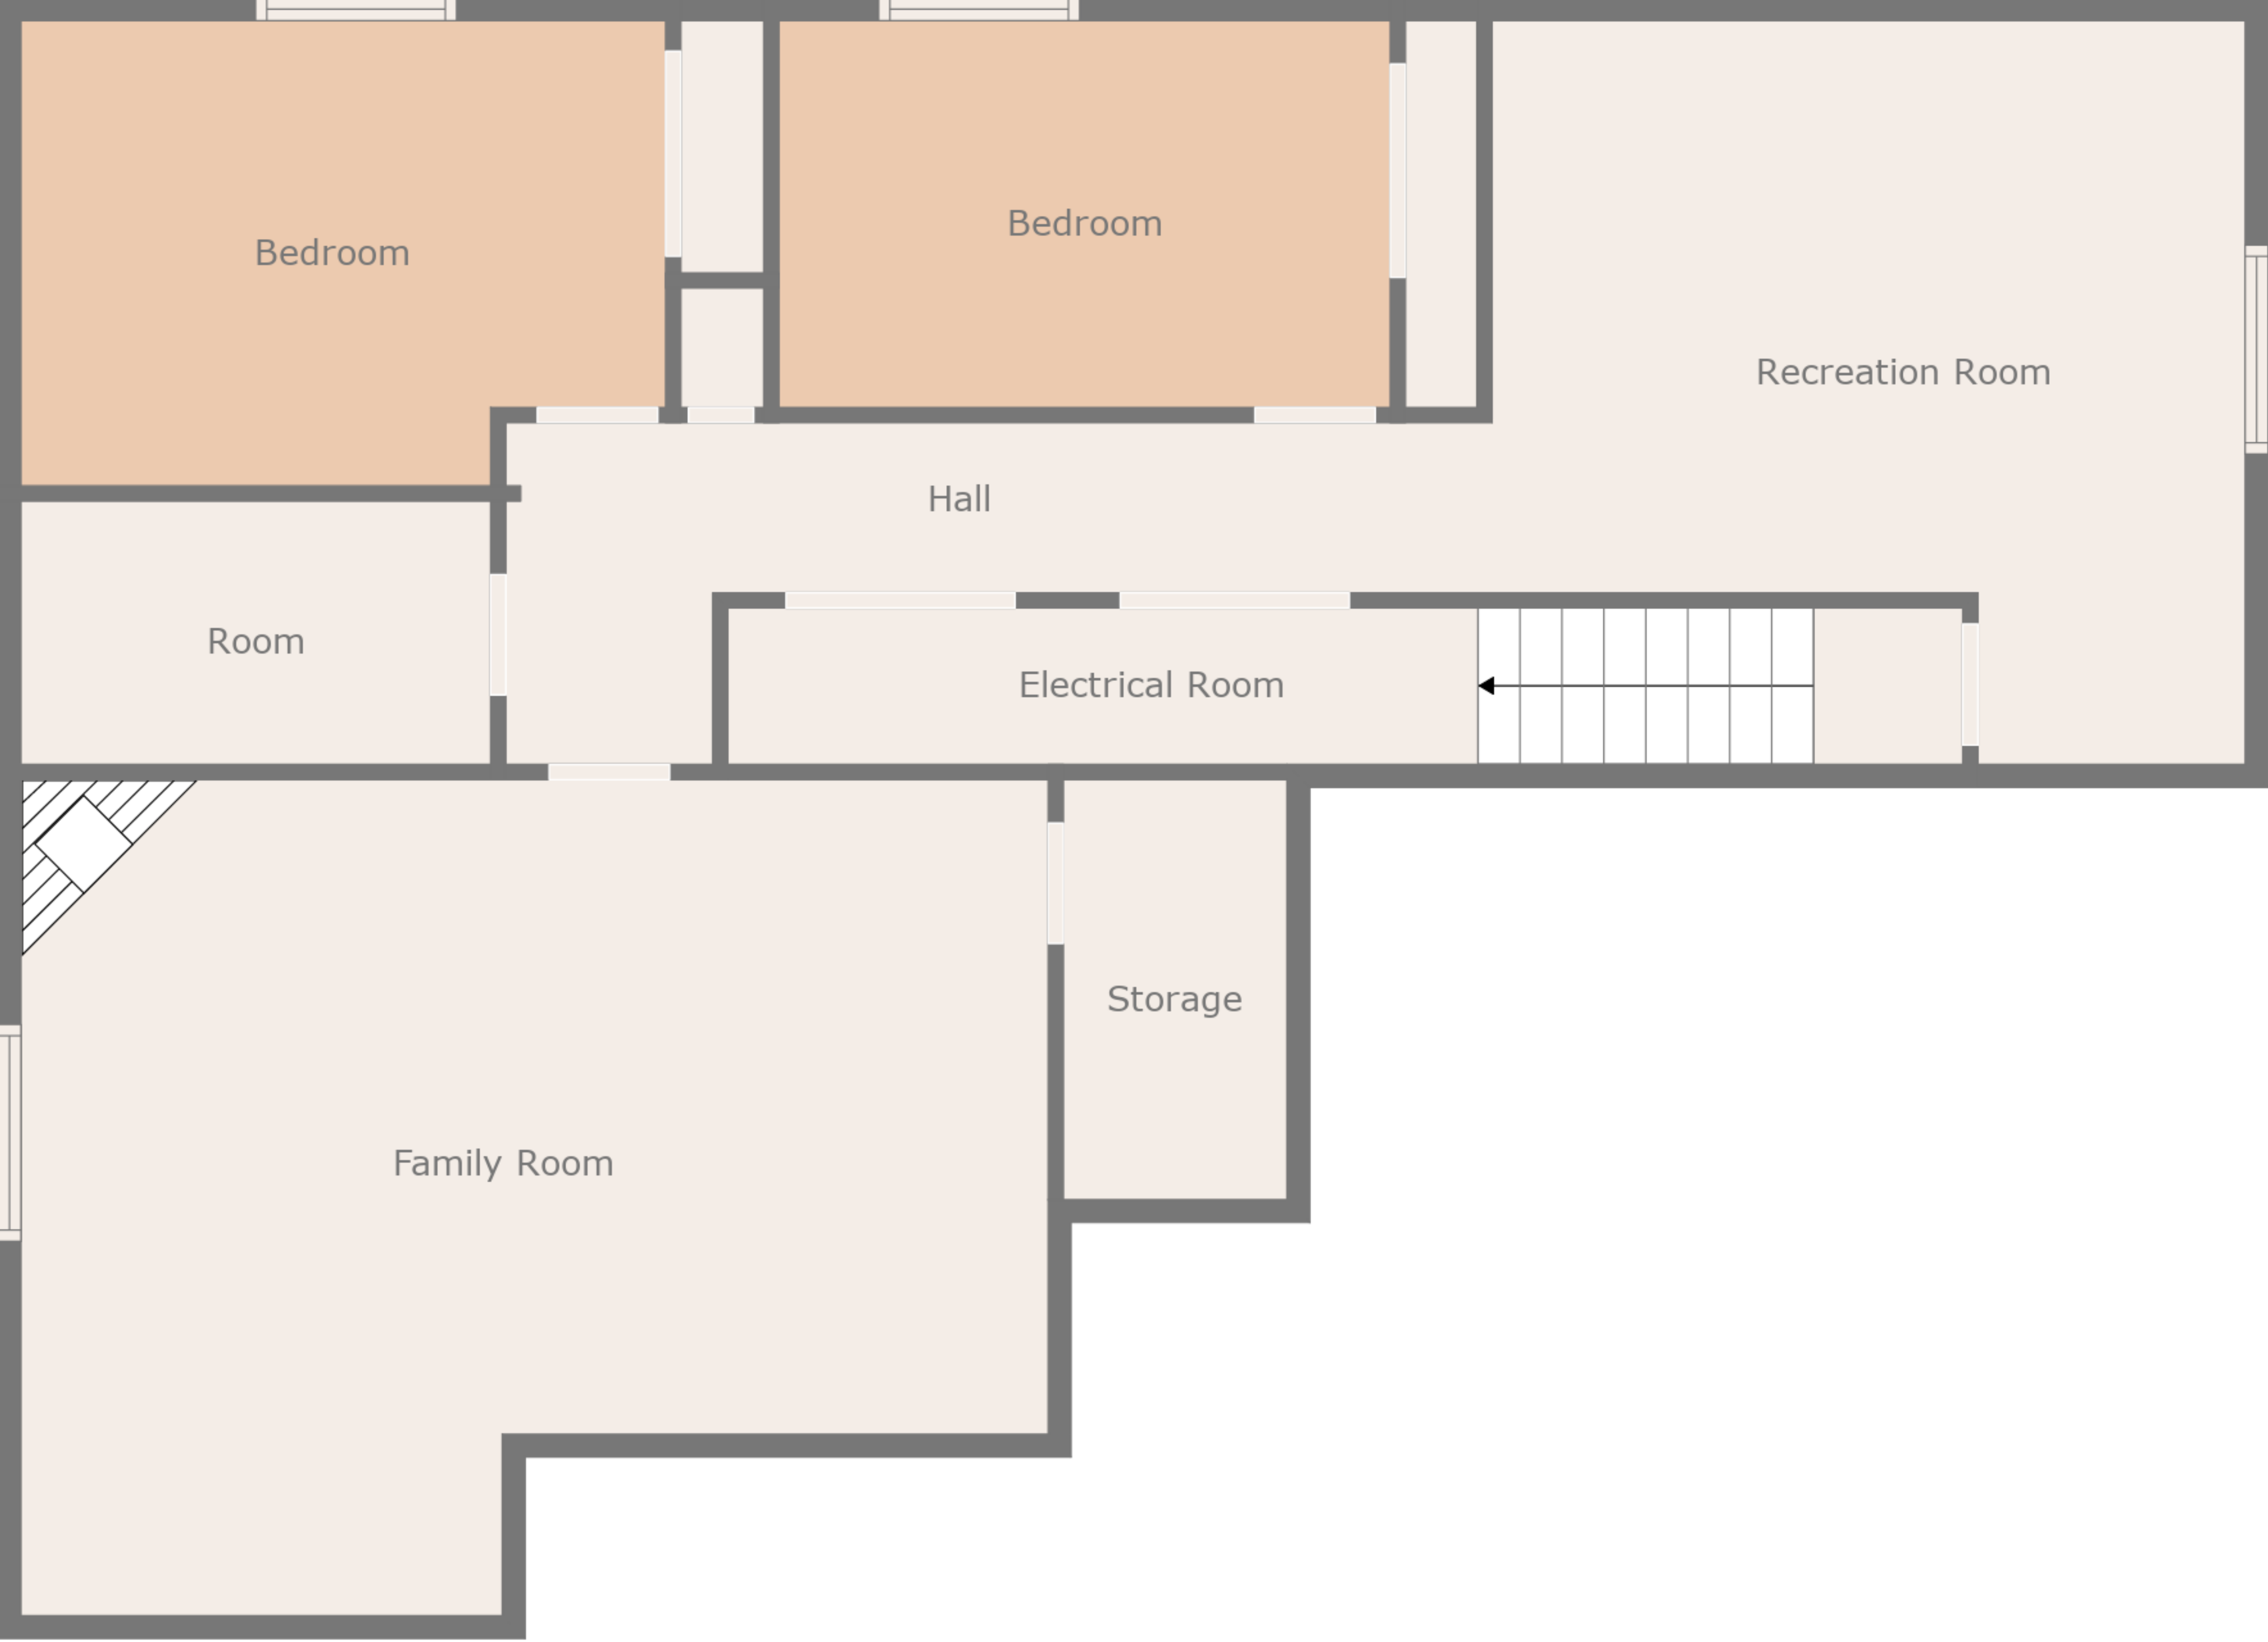 Bedroom
Bedroom
Recreation Room
Hall
Room
Electrical Room
Storage
Family Room